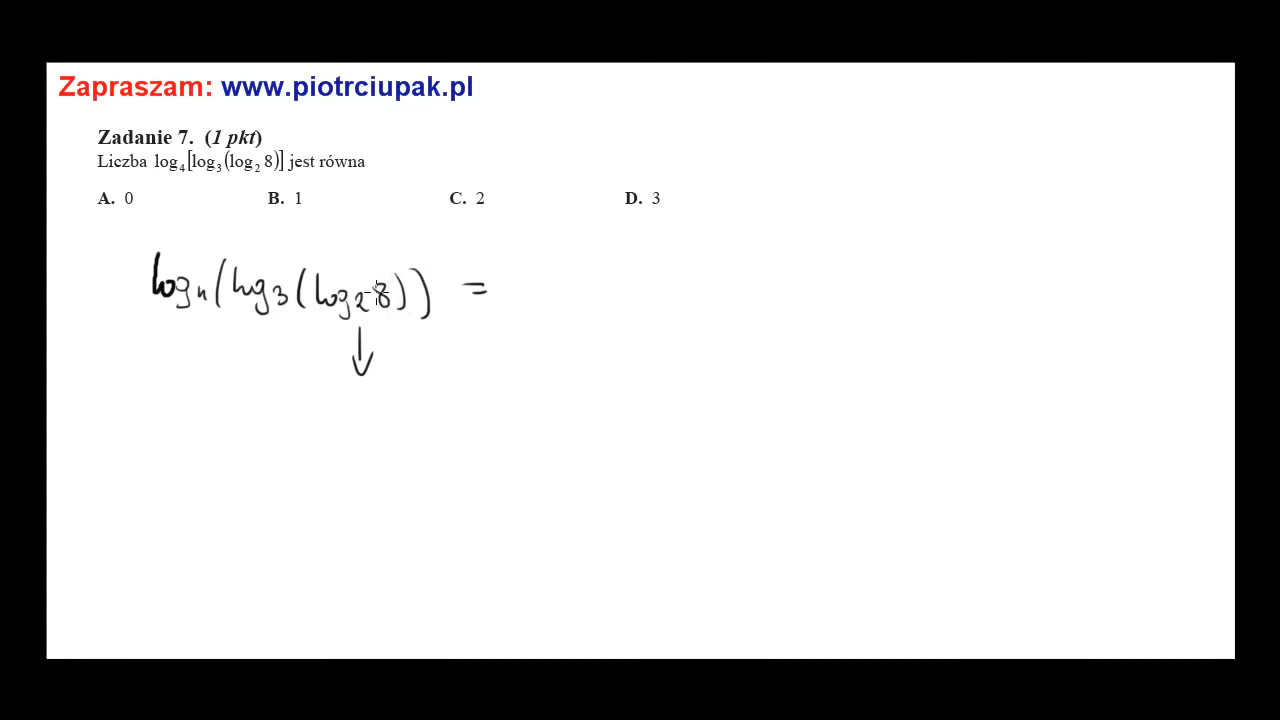 Zapraszam: www.piotrciupak.pl
Zadanie 7. (1 pkt)
Liczba log₄[log₃(log₂ 8)] jest równa
A. 0 B. 1 C. 2 D. 3
log₄(log₃(log₂8)) =